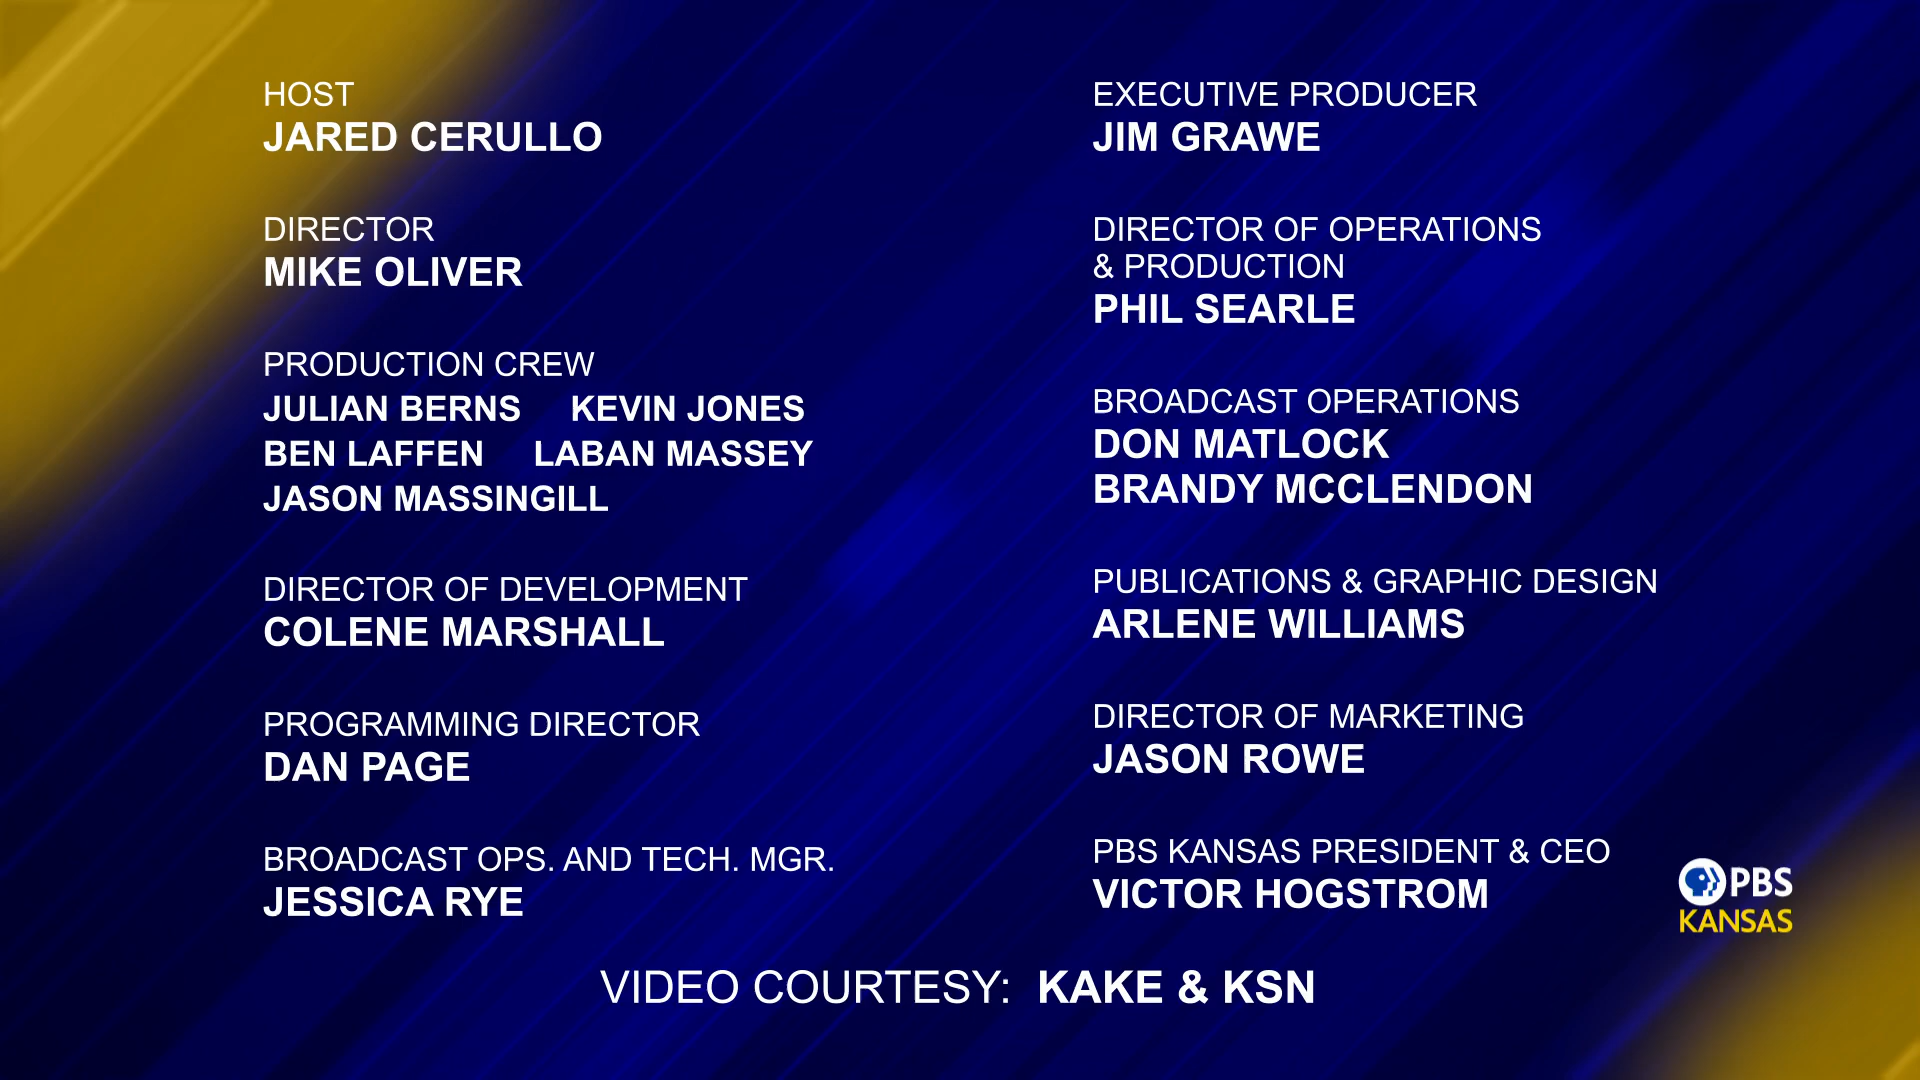 HOST
JARED CERULLO
DIRECTOR
MIKE OLIVER
PRODUCTION CREW
JULIAN BERNS KEVIN JONES
BEN LAFFEN LABAN MASSEY
JASON MASSINGILL
DIRECTOR OF DEVELOPMENT
COLENE MARSHALL
PROGRAMMING DIRECTOR
DAN PAGE
BROADCAST OPS. AND TECH. MGR.
JESSICA RYE
EXECUTIVE PRODUCER
JIM GRAWE
DIRECTOR OF OPERATIONS
& PRODUCTION
PHIL SEARLE
BROADCAST OPERATIONS
DON MATLOCK
BRANDY MCCLENDON
PUBLICATIONS & GRAPHIC DESIGN
ARLENE WILLIAMS
DIRECTOR OF MARKETING
JASON ROWE
PBS KANSAS PRESIDENT & CEO
VICTOR HOGSTROM
PBS
KANSAS
VIDEO COURTESY: KAKE & KSN